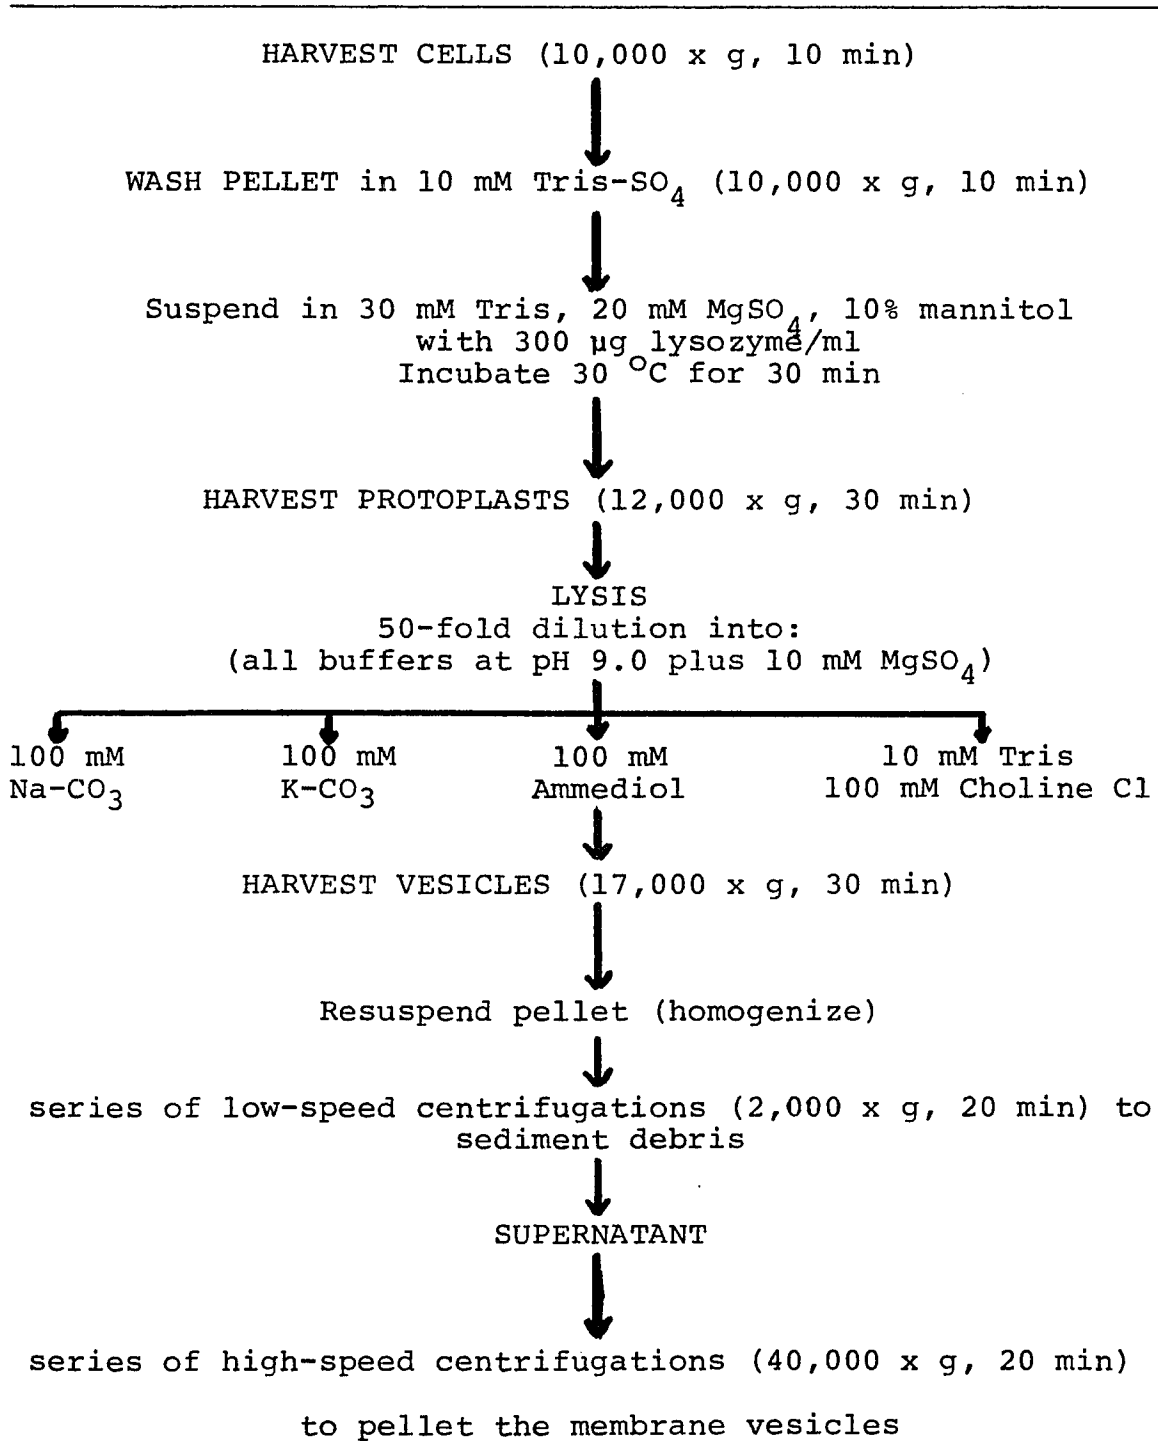 HARVEST CELLS (10,000 x g, 10 min)
WASH PELLET in 10 mM Tris-SO₄ (10,000 x g, 10 min)
Suspend in 30 mM Tris, 20 mM MgSO₄, 10% mannitol
with 300 µg lysozyme/ml
Incubate 30 °C for 30 min
HARVEST PROTOPLASTS (12,000 x g, 30 min)
LYSIS
50-fold dilution into:
(all buffers at pH 9.0 plus 10 mM MgSO₄)
100 mM 100 mM 100 mM 10 mM Tris
Na-CO₃ K-CO₃ Ammediol 100 mM Choline Cl
HARVEST VESICLES (17,000 x g, 30 min)
Resuspend pellet (homogenize)
series of low-speed centrifugations (2,000 x g, 20 min) to
sediment debris
SUPERNATANT
series of high-speed centrifugations (40,000 x g, 20 min)
to pellet the membrane vesicles